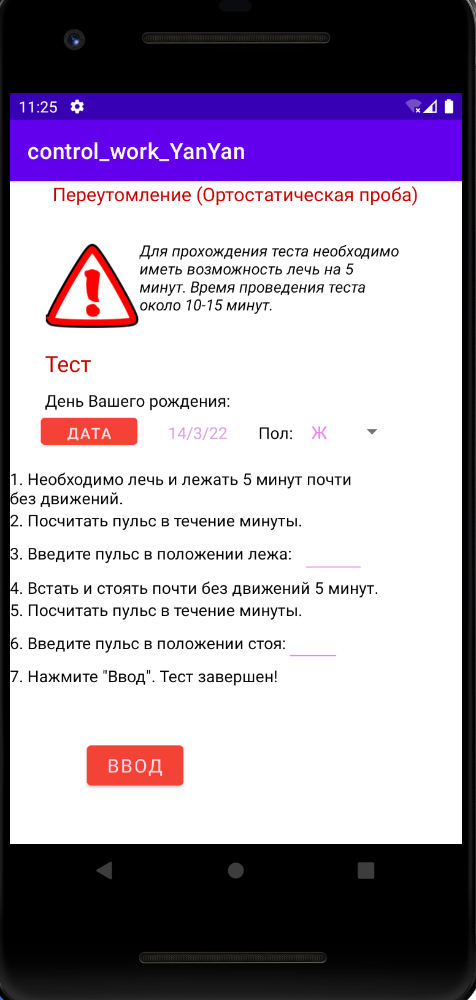 11:25
control_work_YanYan
Переутомление (Ортостатическая проба)
Для прохождения теста необходимо
иметь возможность лечь на 5
минут. Время проведения теста
около 10-15 минут.
Тест
День Вашего рождения:
ДАТА 14/3/22 Пол: Ж
1. Необходимо лечь и лежать 5 минут почти
без движений.
2. Посчитать пульс в течение минуты.
3. Введите пульс в положении лежа:
4. Встать и стоять почти без движений 5 минут.
5. Посчитать пульс в течение минуты.
6. Введите пульс в положении стоя:
7. Нажмите "Ввод". Тест завершен!
ВВОД